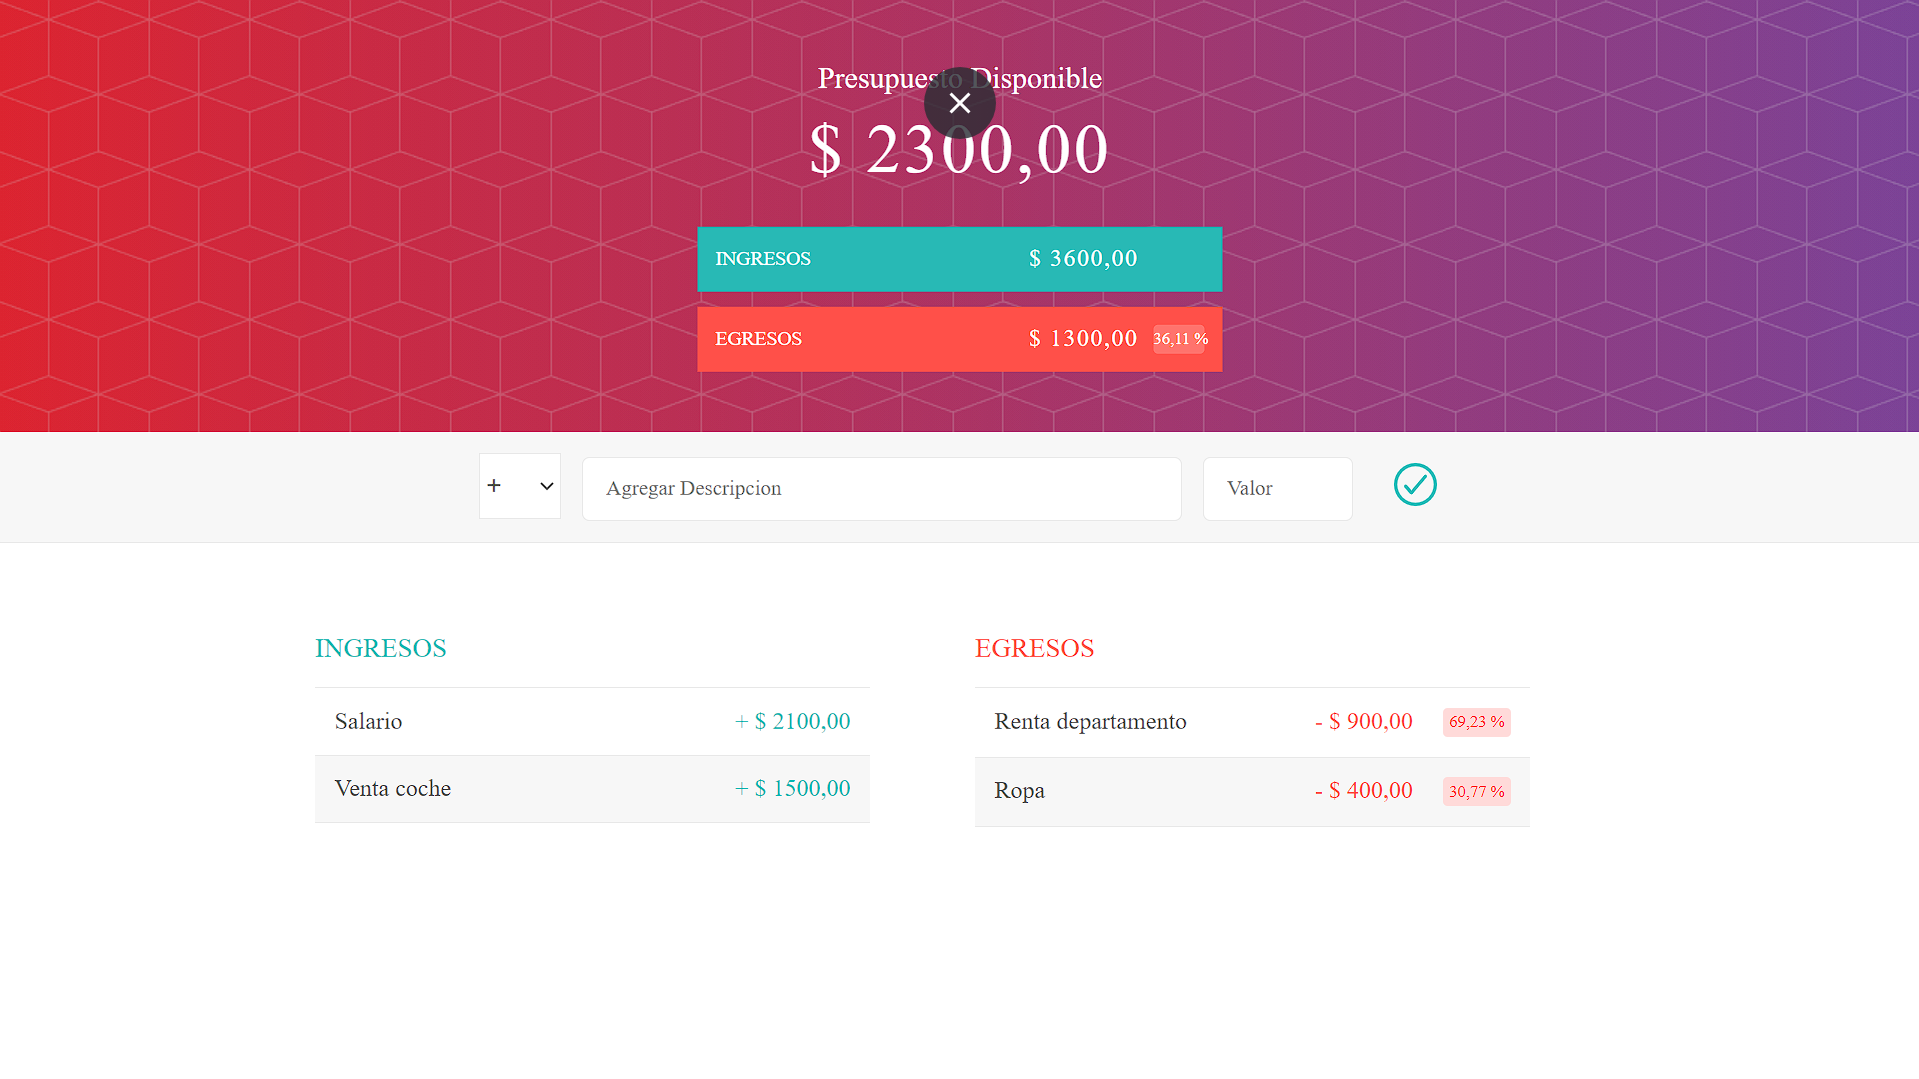 Presupuesto Disponible
$ 2300,00
INGRESOS $ 3600,00
EGRESOS $ 1300,00 36,11 %
+ Agregar Descripcion Valor
INGRESOS
Salario + $ 2100,00
Venta coche + $ 1500,00
EGRESOS
Renta departamento - $ 900,00 69,23 %
Ropa - $ 400,00 30,77 %